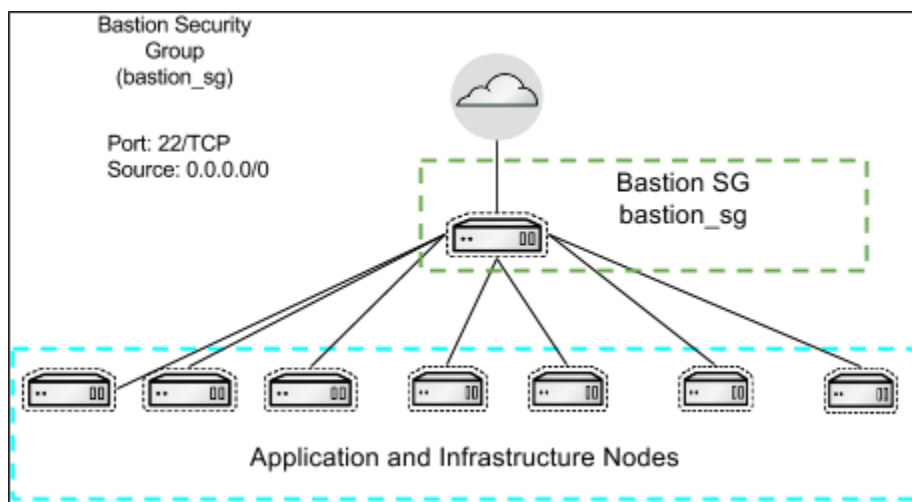 Bastion Security
Group
(bastion_sg)
Port: 22/TCP
Source: 0.0.0.0/0
Bastion SG
bastion_sg
Application and Infrastructure Nodes